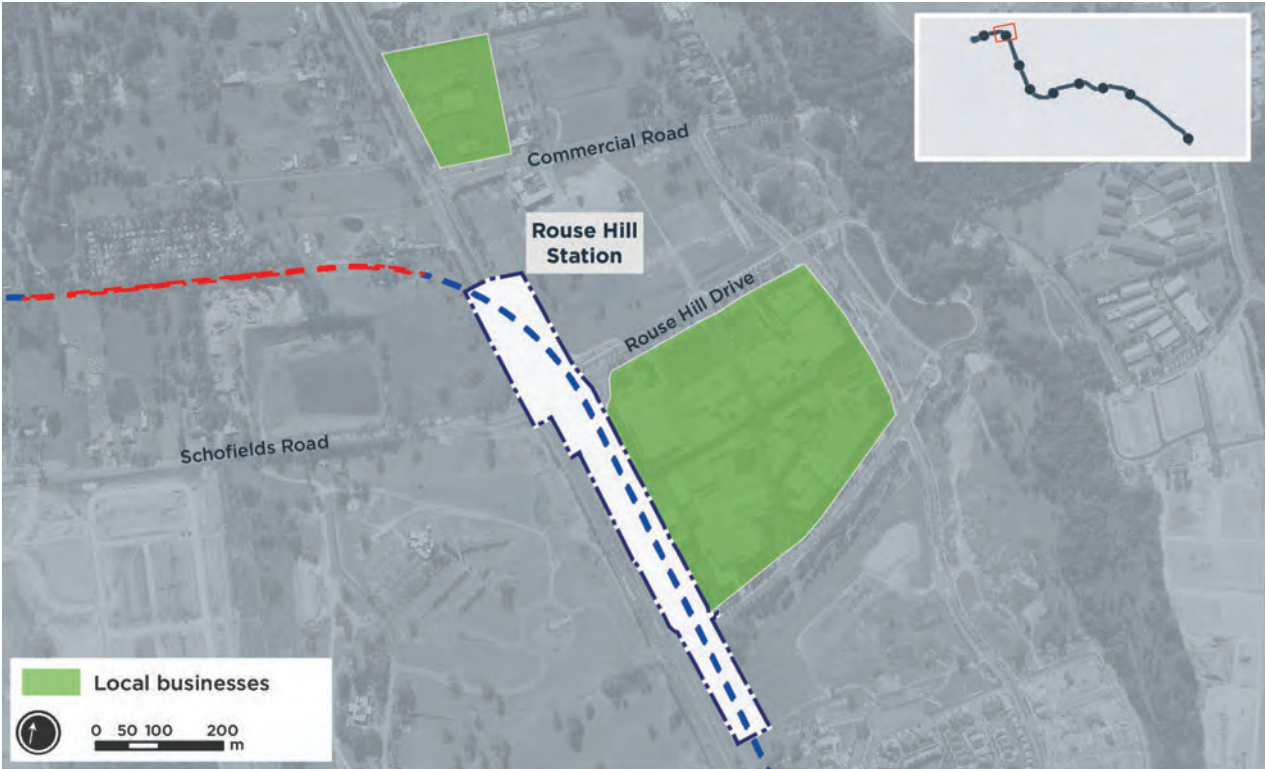 Commercial Road
Rouse Hill
Station
Rouse Hill Drive
Schofields Road
Local businesses
0 50 100 200
m